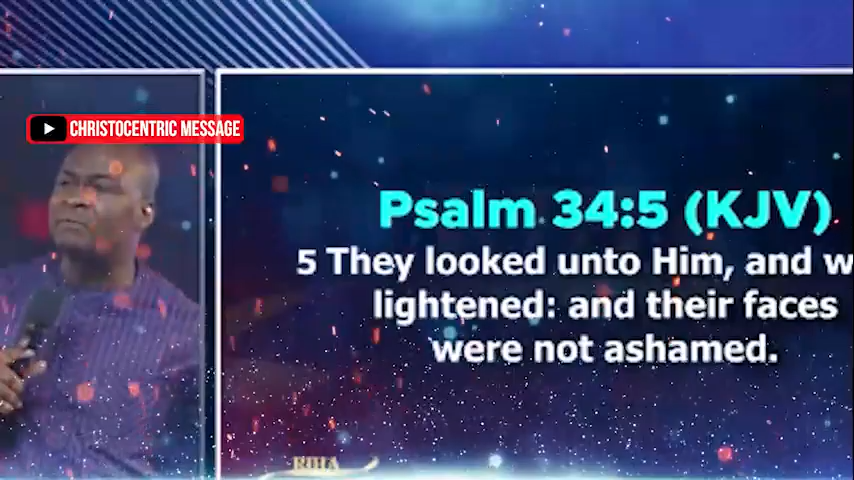 CHRISTOCENTRIC MESSAGE
Psalm 34:5 (KJV)
5 They looked unto Him, and w
lightened: and their faces
were not ashamed.